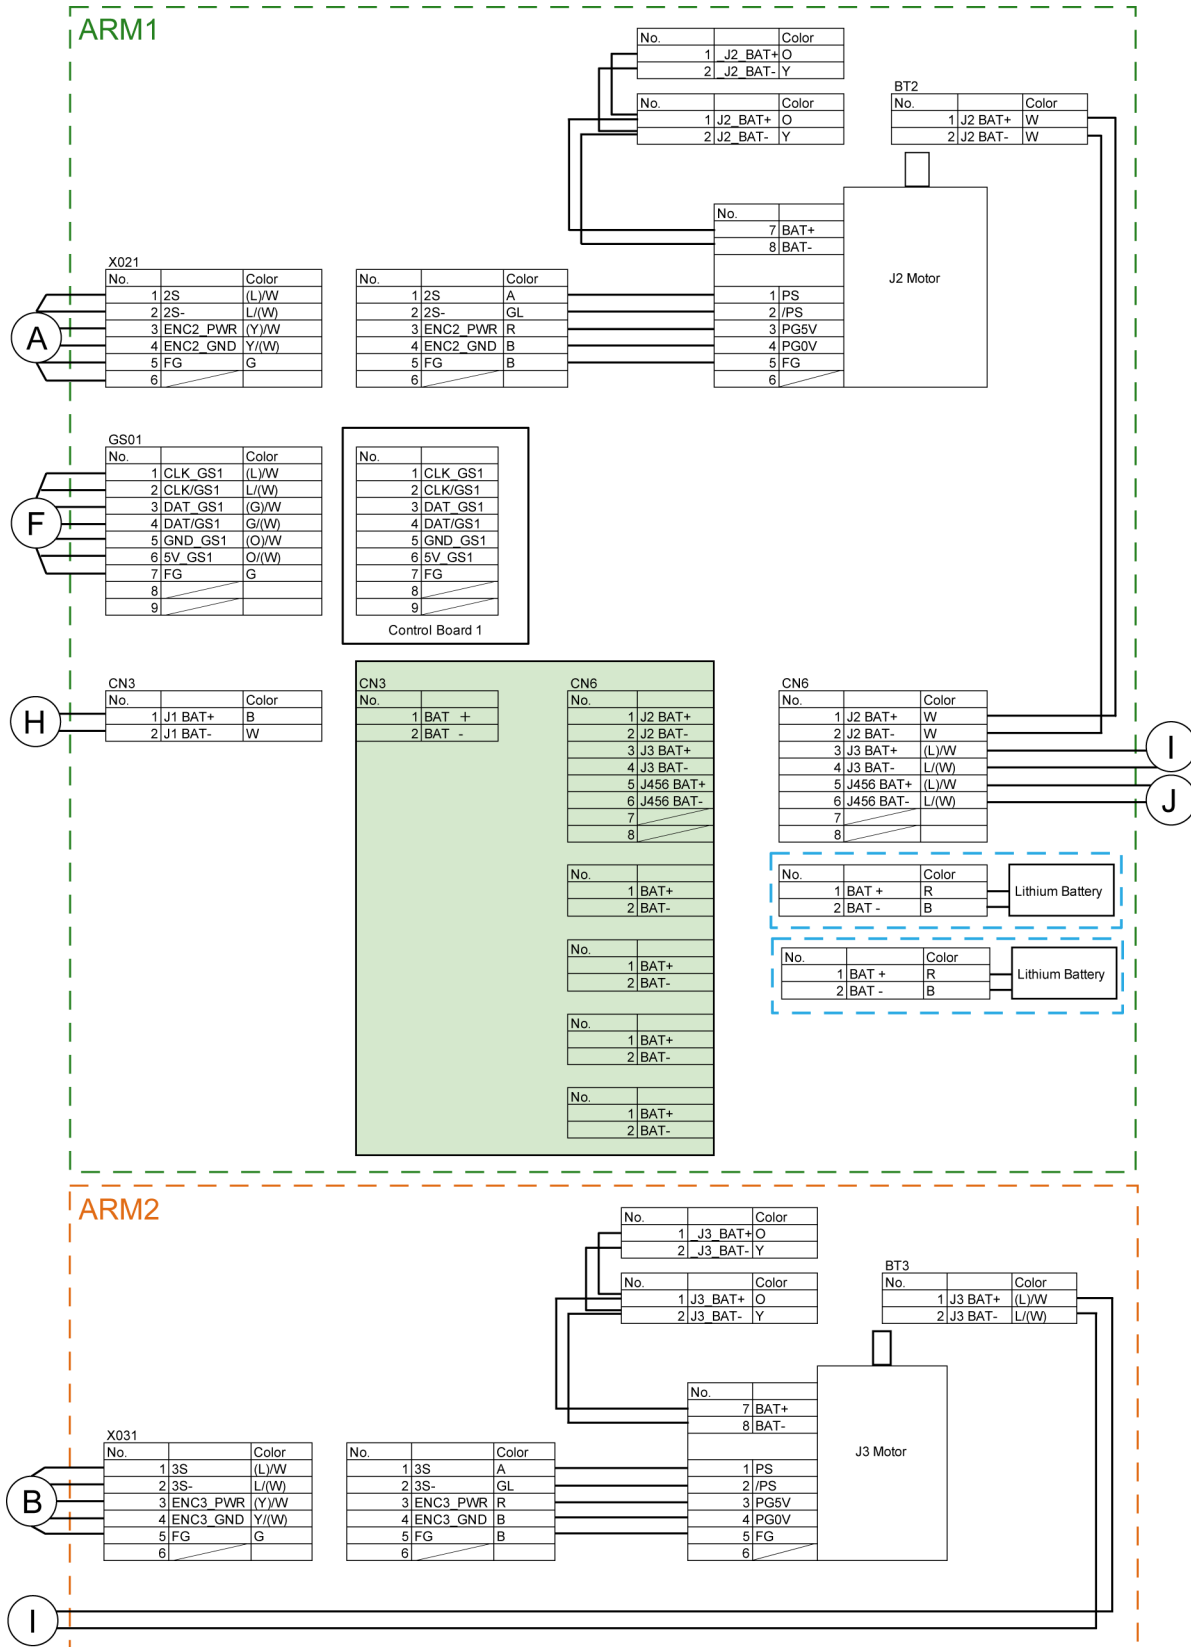 ARM1
No. Color
1 _J2_BAT+ O
2 _J2_BAT- Y
No. Color
1 J2_BAT+ O
2 J2_BAT- Y
BT2
No. Color
1 J2 BAT+ W
2 J2 BAT- W
No.
7 BAT+
8 BAT-
1 PS
2 /PS
3 PG5V
4 PG0V
5 FG
6
J2 Motor
A
X021
No. Color
1 2S (L)/W
2 2S- L/(W)
3 ENC2_PWR (Y)/W
4 ENC2_GND Y/(W)
5 FG G
6
No. Color
1 2S A
2 2S- GL
3 ENC2_PWR R
4 ENC2_GND B
5 FG B
6
F
GS01
No. Color
1 CLK_GS1 (L)/W
2 CLK/GS1 L/(W)
3 DAT_GS1 (G)/W
4 DAT/GS1 G/(W)
5 GND_GS1 (O)/W
6 5V_GS1 O/(W)
7 FG G
8
9
No.
1 CLK_GS1
2 CLK/GS1
3 DAT_GS1
4 DAT/GS1
5 GND_GS1
6 5V_GS1
7 FG
8
9
Control Board 1
H
CN3
No. Color
1 J1 BAT+ B
2 J1 BAT- W
CN3
No.
1 BAT +
2 BAT -
CN6
No.
1 J2 BAT+
2 J2 BAT-
3 J3 BAT+
4 J3 BAT-
5 J456 BAT+
6 J456 BAT-
7
8
No.
1 BAT+
2 BAT-
No.
1 BAT+
2 BAT-
No.
1 BAT+
2 BAT-
No.
1 BAT+
2 BAT-
CN6
No. Color
1 J2 BAT+ W
2 J2 BAT- W
3 J3 BAT+ (L)/W
4 J3 BAT- L/(W)
5 J456 BAT+ (L)/W
6 J456 BAT- L/(W)
7
8
I
J
No. Color
1 BAT + R
2 BAT - B
Lithium Battery
No. Color
1 BAT + R
2 BAT - B
Lithium Battery
ARM2
No. Color
1 _J3_BAT+ O
2 _J3_BAT- Y
No. Color
1 J3_BAT+ O
2 J3_BAT- Y
BT3
No. Color
1 J3 BAT+ (L)/W
2 J3 BAT- L/(W)
No.
7 BAT+
8 BAT-
1 PS
2 /PS
3 PG5V
4 PG0V
5 FG
6
J3 Motor
B
X031
No. Color
1 3S (L)/W
2 3S- L/(W)
3 ENC3_PWR (Y)/W
4 ENC3_GND Y/(W)
5 FG G
6
No. Color
1 3S A
2 3S- GL
3 ENC3_PWR R
4 ENC3_GND B
5 FG B
6
I